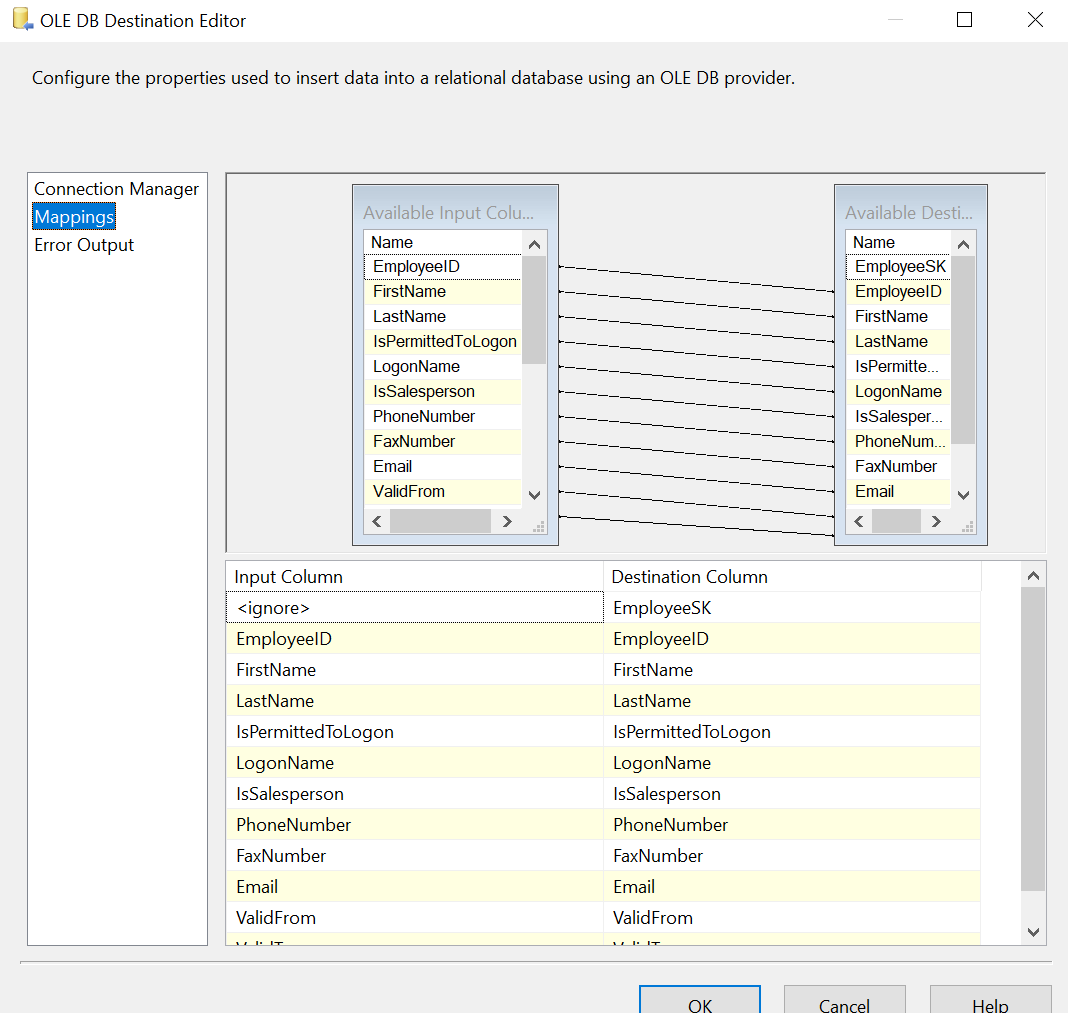 OLE DB Destination Editor
Configure the properties used to insert data into a relational database using an OLE DB provider.
Connection Manager
Mappings
Error Output
Available Input Colu...
Name
EmployeeID
FirstName
LastName
IsPermittedToLogon
LogonName
IsSalesperson
PhoneNumber
FaxNumber
Email
ValidFrom
Available Desti...
Name
EmployeeSK
EmployeeID
FirstName
LastName
IsPermitte...
LogonName
IsSalesper...
PhoneNum...
FaxNumber
Email
Input Column Destination Column
<ignore> EmployeeSK
EmployeeID EmployeeID
FirstName FirstName
LastName LastName
IsPermittedToLogon IsPermittedToLogon
LogonName LogonName
IsSalesperson IsSalesperson
PhoneNumber PhoneNumber
FaxNumber FaxNumber
Email Email
ValidFrom ValidFrom
OK Cancel Help